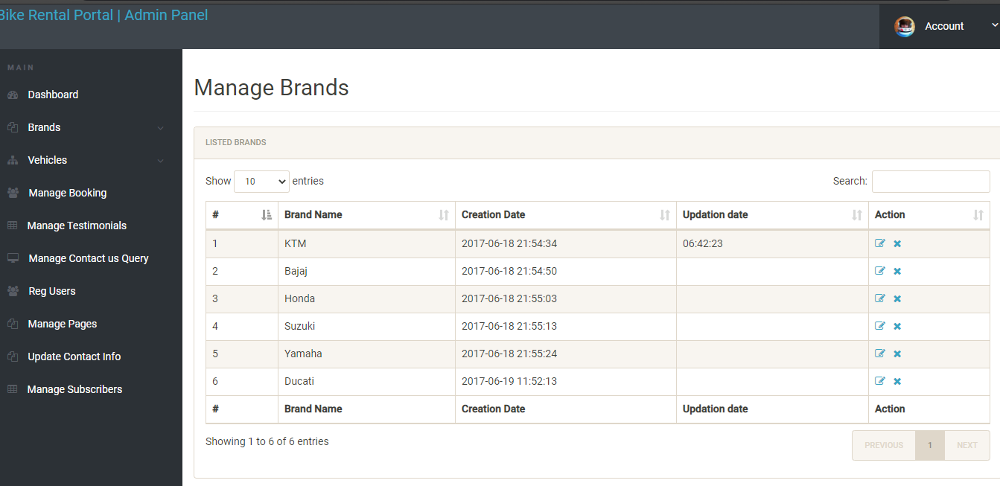 Bike Rental Portal | Admin Panel
Account
MAIN
Dashboard
Brands
Vehicles
Manage Booking
Manage Testimonials
Manage Contact us Query
Reg Users
Manage Pages
Update Contact Info
Manage Subscribers
Manage Brands
LISTED BRANDS
Show 10 entries Search:
# Brand Name Creation Date Updation date Action
1 KTM 2017-06-18 21:54:34 06:42:23
2 Bajaj 2017-06-18 21:54:50
3 Honda 2017-06-18 21:55:03
4 Suzuki 2017-06-18 21:55:13
5 Yamaha 2017-06-18 21:55:24
6 Ducati 2017-06-19 11:52:13
# Brand Name Creation Date Updation date Action
Showing 1 to 6 of 6 entries
PREVIOUS 1 NEXT